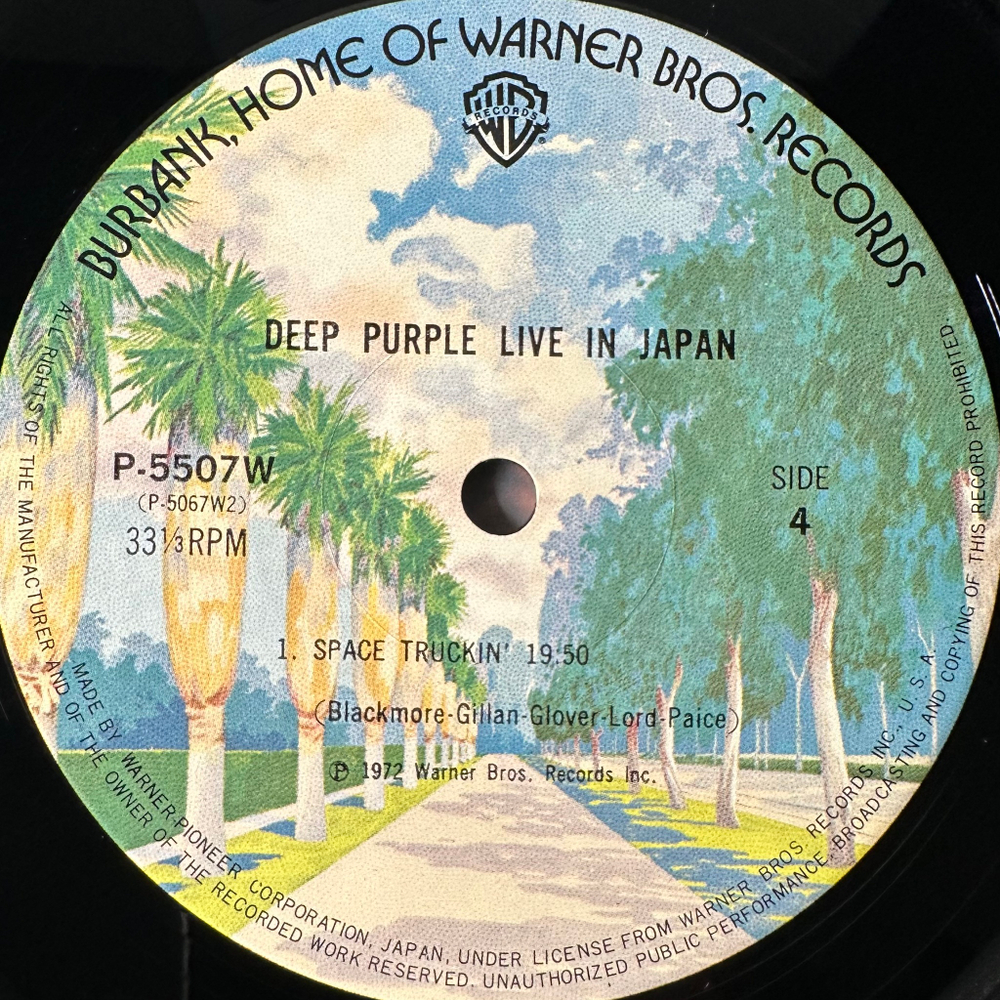 BURBANK, HOME OF WARNER BROS. RECORDS
WB
RECORDS
®
DEEP PURPLE LIVE IN JAPAN
P-5507W
(P-5067W2)
33⅓ RPM
SIDE
4
1. SPACE TRUCKIN' 19:50
(Blackmore-Gillan-Glover-Lord-Paice)
Ⓟ 1972 Warner Bros. Records Inc.
MADE BY WARNER-PIONEER CORPORATION, JAPAN, UNDER LICENSE FROM WARNER BROS RECORDS INC., U. S. A.
ALL RIGHTS OF THE MANUFACTURER AND OF THE OWNER OF THE RECORDED WORK RESERVED. UNAUTHORIZED PUBLIC PERFORMANCE, BROADCASTING AND COPYING OF THIS RECORD PROHIBITED.